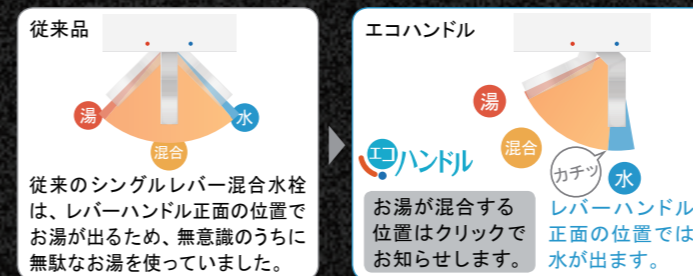 従来品
湯
水
混合
従来のシングルレバー混合水栓
は、レバーハンドル正面の位置で
お湯が出るため、無意識のうちに
無駄なお湯を使っていました。
エコハンドル
湯
混合
カチッ
水
エコハンドル
お湯が混合する
位置はクリックで
お知らせします。
レバーハンドル
正面の位置では
水が出ます。